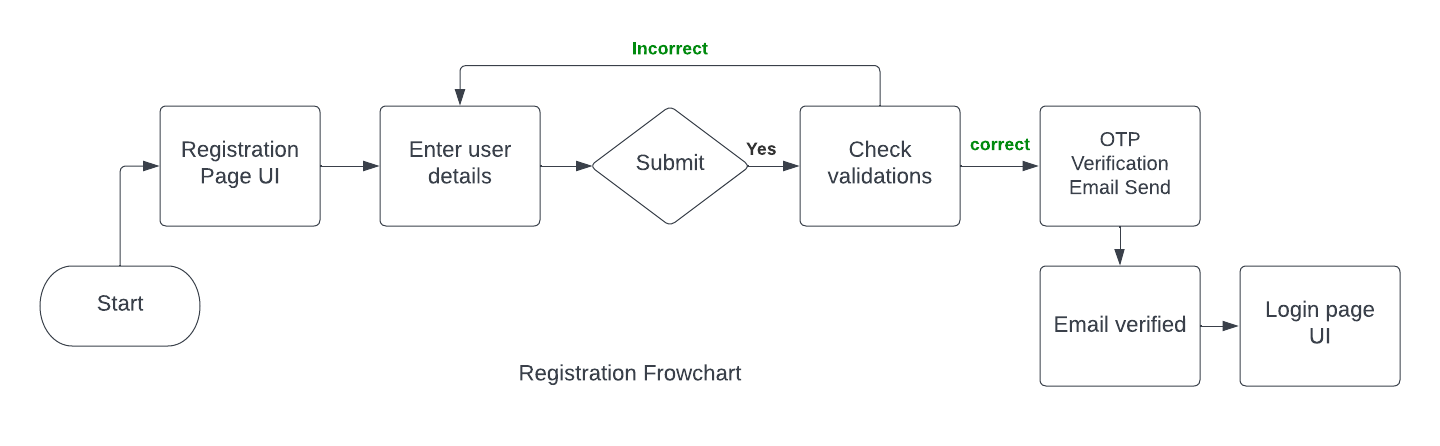 Incorrect
Registration
Page UI
Enter user
details
Submit
Yes
Check
validations
correct
OTP
Verification
Email Send
Start
Email verified
Login page
UI
Registration Frowchart